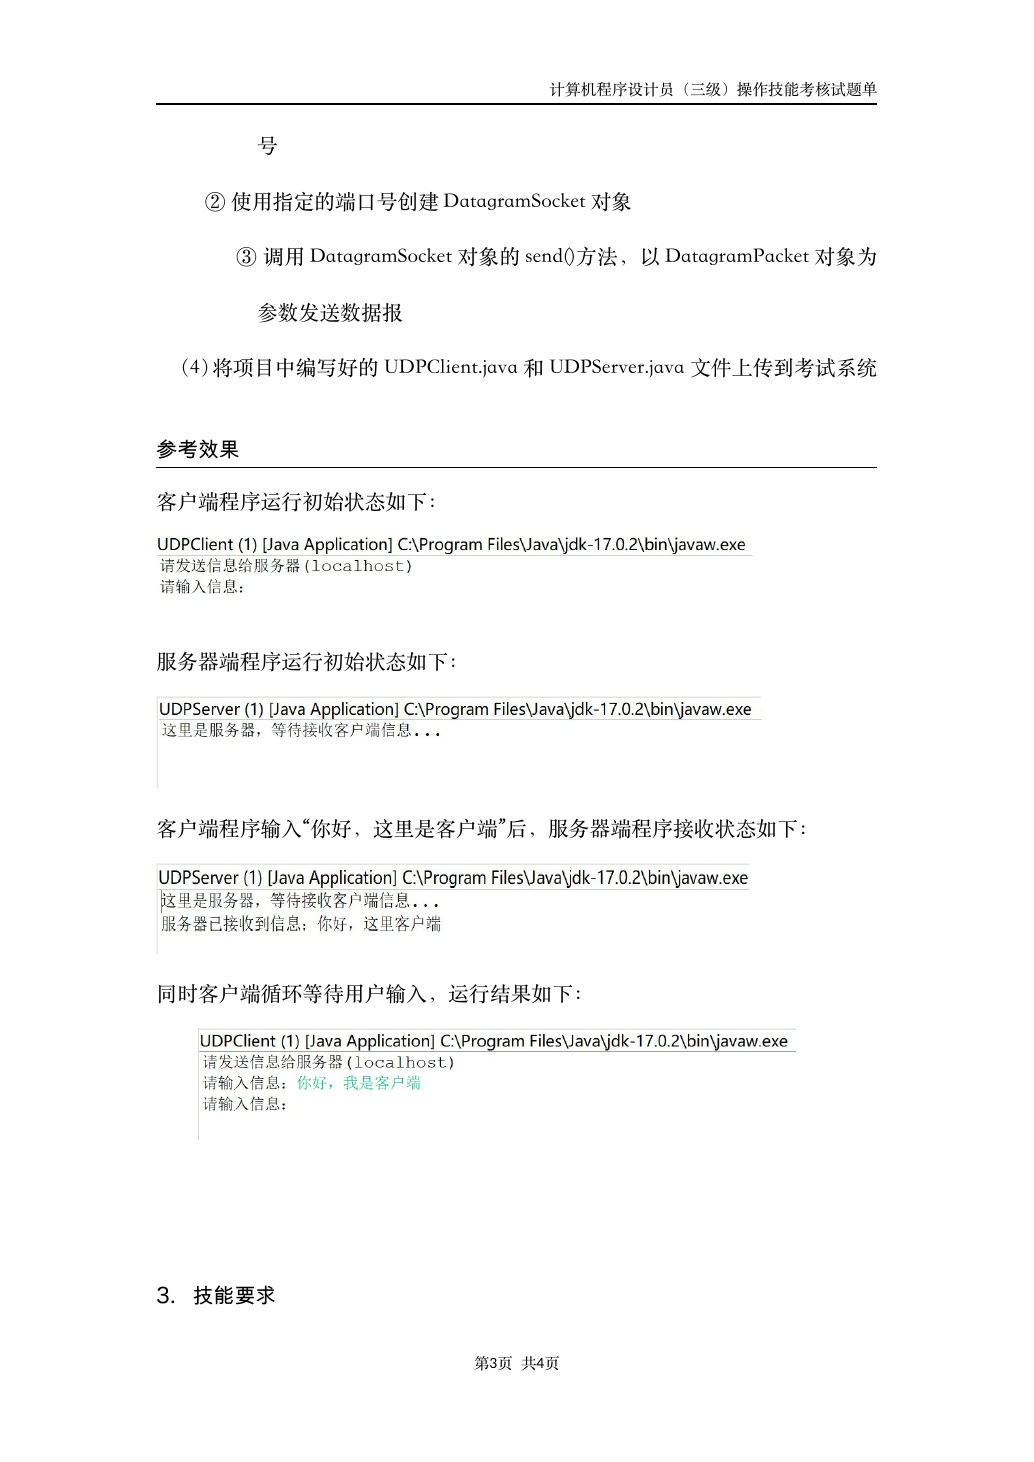 计算机程序设计员（三级）操作技能考核试题单
号
② 使用指定的端口号创建 DatagramSocket 对象
③ 调用 DatagramSocket 对象的 send()方法，以 DatagramPacket 对象为
参数发送数据报
（4）将项目中编写好的 UDPClient.java 和 UDPServer.java 文件上传到考试系统
参考效果
客户端程序运行初始状态如下：
UDPClient (1) [Java Application] C:\Program Files\Java\jdk-17.0.2\bin\javaw.exe
请发送信息给服务器(localhost)
请输入信息：
服务器端程序运行初始状态如下：
UDPServer (1) [Java Application] C:\Program Files\Java\jdk-17.0.2\bin\javaw.exe
这里是服务器，等待接收客户端信息...
客户端程序输入“你好，这里是客户端”后，服务器端程序接收状态如下：
UDPServer (1) [Java Application] C:\Program Files\Java\jdk-17.0.2\bin\javaw.exe
这里是服务器，等待接收客户端信息...
服务器已接收到信息：你好，这里客户端
同时客户端循环等待用户输入，运行结果如下：
UDPClient (1) [Java Application] C:\Program Files\Java\jdk-17.0.2\bin\javaw.exe
请发送信息给服务器(localhost)
请输入信息：你好，我是客户端
请输入信息：
3. 技能要求
第3页 共4页